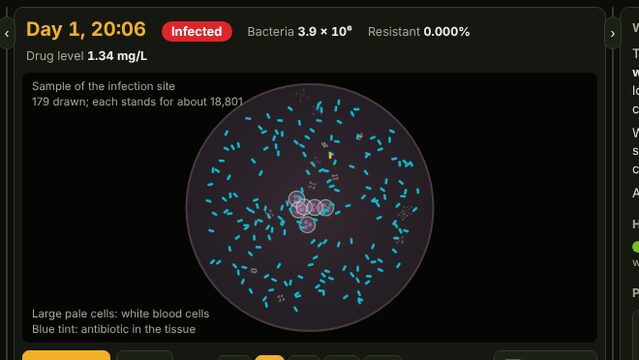 Day 1, 20:06 Infected Bacteria 3.9 × 10⁶ Resistant 0.000%
Drug level 1.34 mg/L
Sample of the infection site
179 drawn; each stands for about 18,801
Large pale cells: white blood cells
Blue tint: antibiotic in the tissue